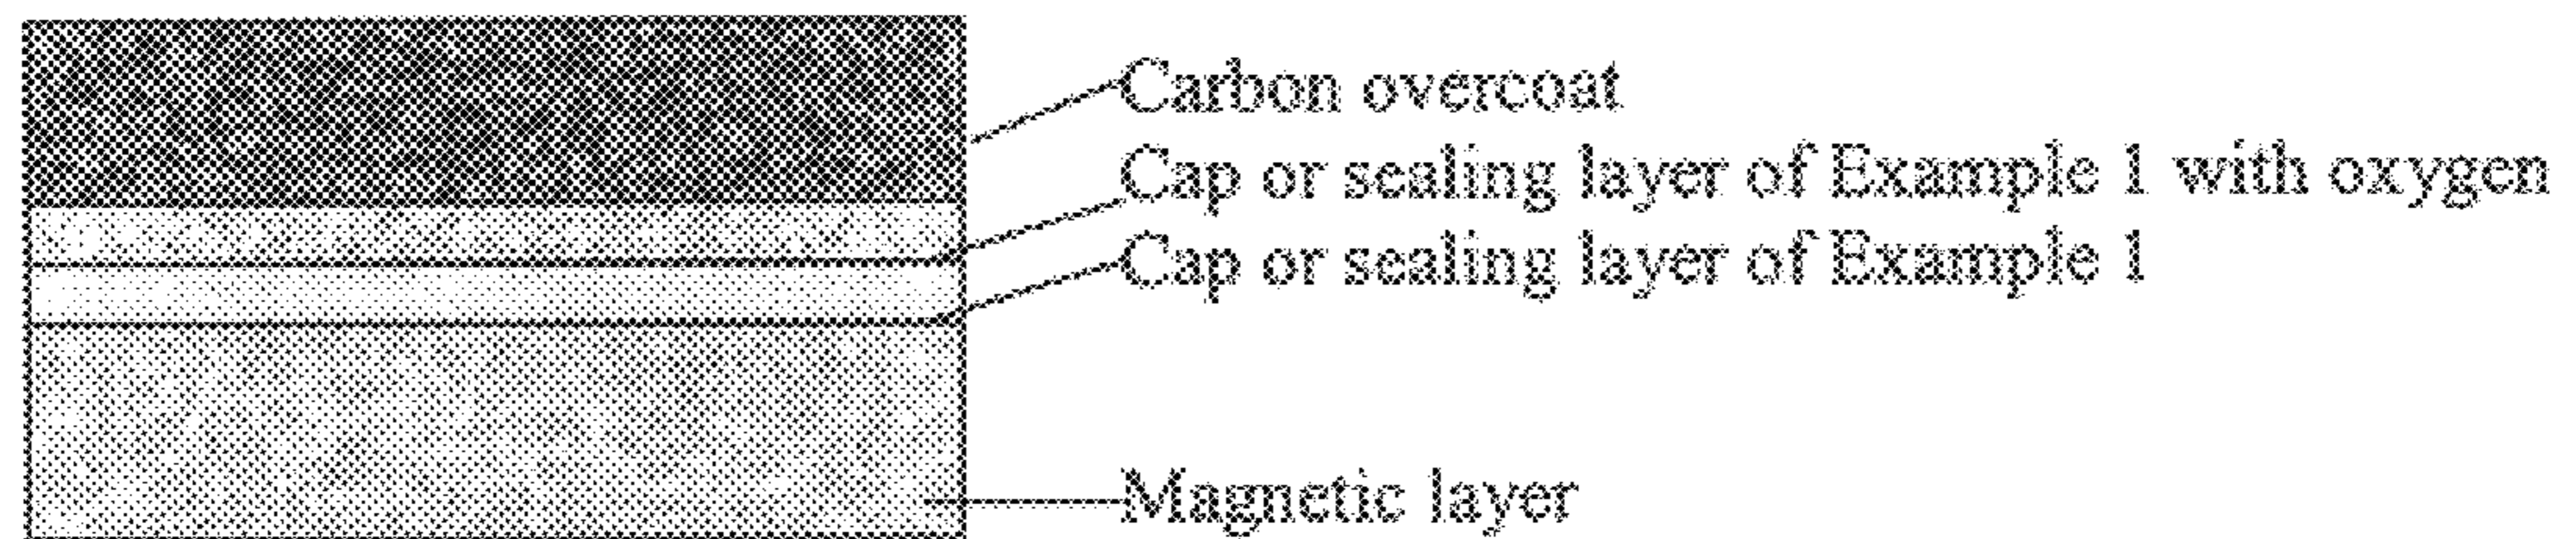 Carbon overcoat
Cap or sealing layer of Example 1 with oxygen
Cap or sealing layer of Example 1
Magnetic layer